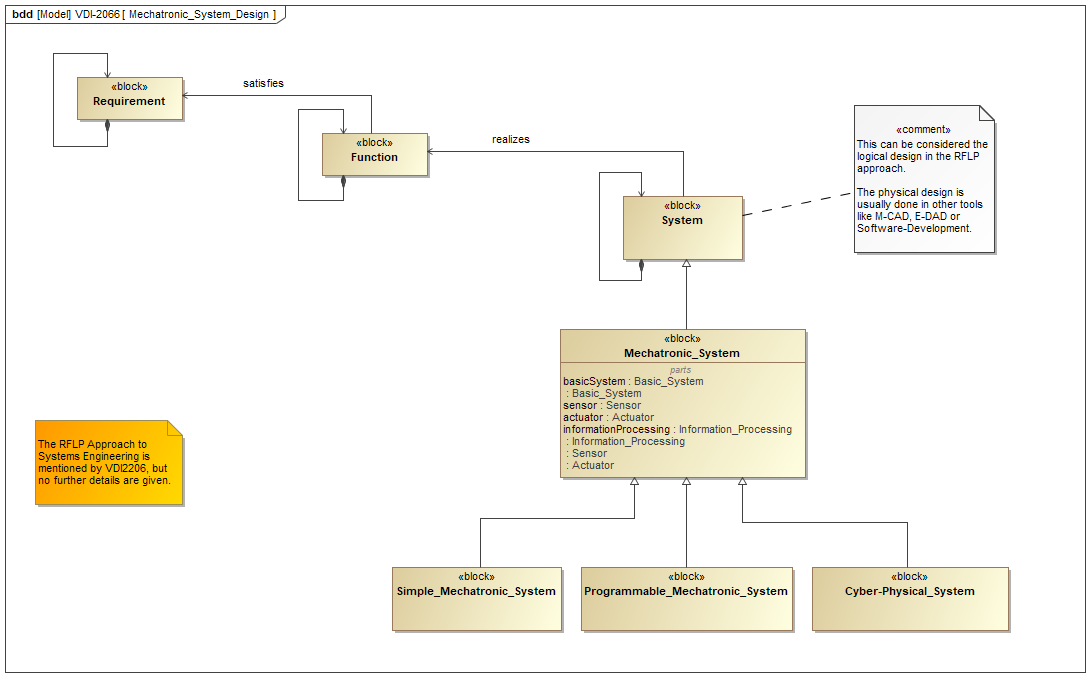 bdd [Model] VDI-2066 [ Mechatronic_System_Design ]
«block»
Requirement
satisfies
«block»
Function
realizes
«block»
System
«comment»
This can be considered the
logical design in the RFLP
approach.
The physical design is
usually done in other tools
like M-CAD, E-DAD or
Software-Development.
«block»
Mechatronic_System
parts
basicSystem : Basic_System
: Basic_System
sensor : Sensor
actuator : Actuator
informationProcessing : Information_Processing
: Information_Processing
: Sensor
: Actuator
The RFLP Approach to
Systems Engineering is
mentioned by VDI2206, but
no further details are given.
«block»
Simple_Mechatronic_System
«block»
Programmable_Mechatronic_System
«block»
Cyber-Physical_System